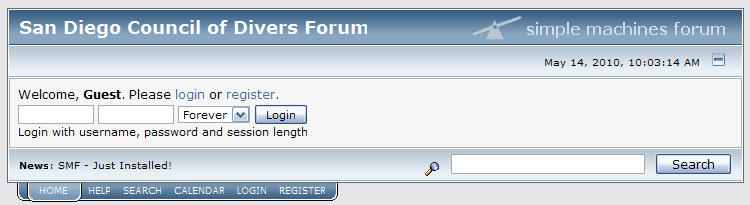 San Diego Council of Divers Forum
simple machines forum
May 14, 2010, 10:03:14 AM
Welcome, Guest. Please login or register.
Forever Login
Login with username, password and session length
News: SMF - Just Installed!
Search
HOME HELP SEARCH CALENDAR LOGIN REGISTER